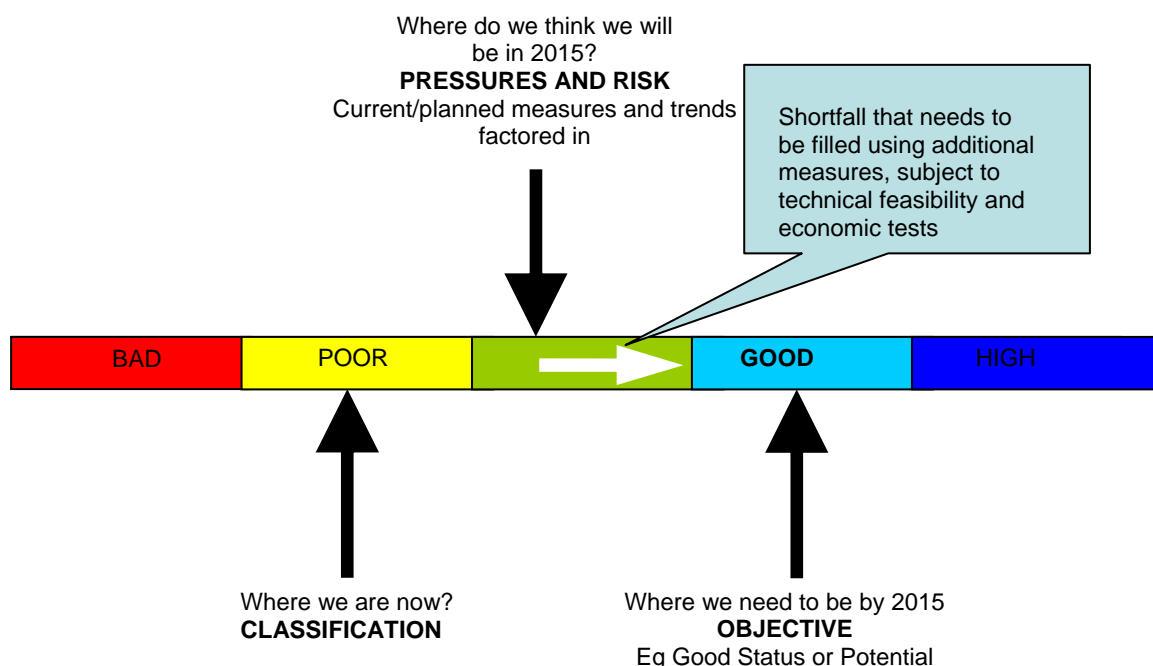 Where do we think we will
be in 2015?
PRESSURES AND RISK
Current/planned measures and trends
factored in
Shortfall that needs to
be filled using additional
measures, subject to
technical feasibility and
economic tests
BAD
POOR
GOOD
HIGH
Where we are now?
CLASSIFICATION
Where we need to be by 2015
OBJECTIVE
Eg Good Status or Potential